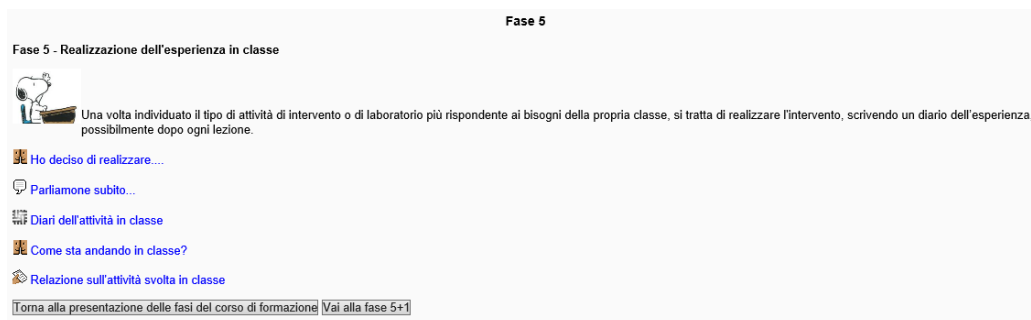 Fase 5
Fase 5 - Realizzazione dell'esperienza in classe
Una volta individuato il tipo di attività di intervento o di laboratorio più rispondente ai bisogni della propria classe, si tratta di realizzare l'intervento, scrivendo un diario dell'esperienza
possibilmente dopo ogni lezione.
Ho deciso di realizzare....
Parliamone subito...
Diari dell'attività in classe
Come sta andando in classe?
Relazione sull'attività svolta in classe
Torna alla presentazione delle fasi del corso di formazione Vai alla fase 5+1